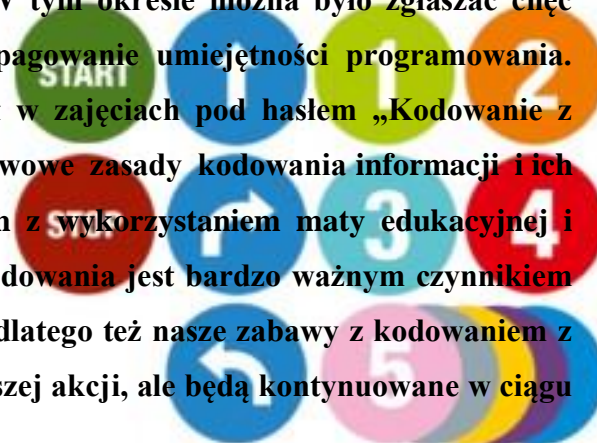 W tym okresie można było zgłaszać chęć
pagowanie umiejętności programowania.
START 1 2
w zajęciach pod hasłem „Kodowanie z
wowe zasady kodowania informacji i ich
STOP 3 4
z wykorzystaniem maty edukacyjnej i
dowania jest bardzo ważnym czynnikiem
dlatego też nasze zabawy z kodowaniem z
5
szej akcji, ale będą kontynuowane w ciągu